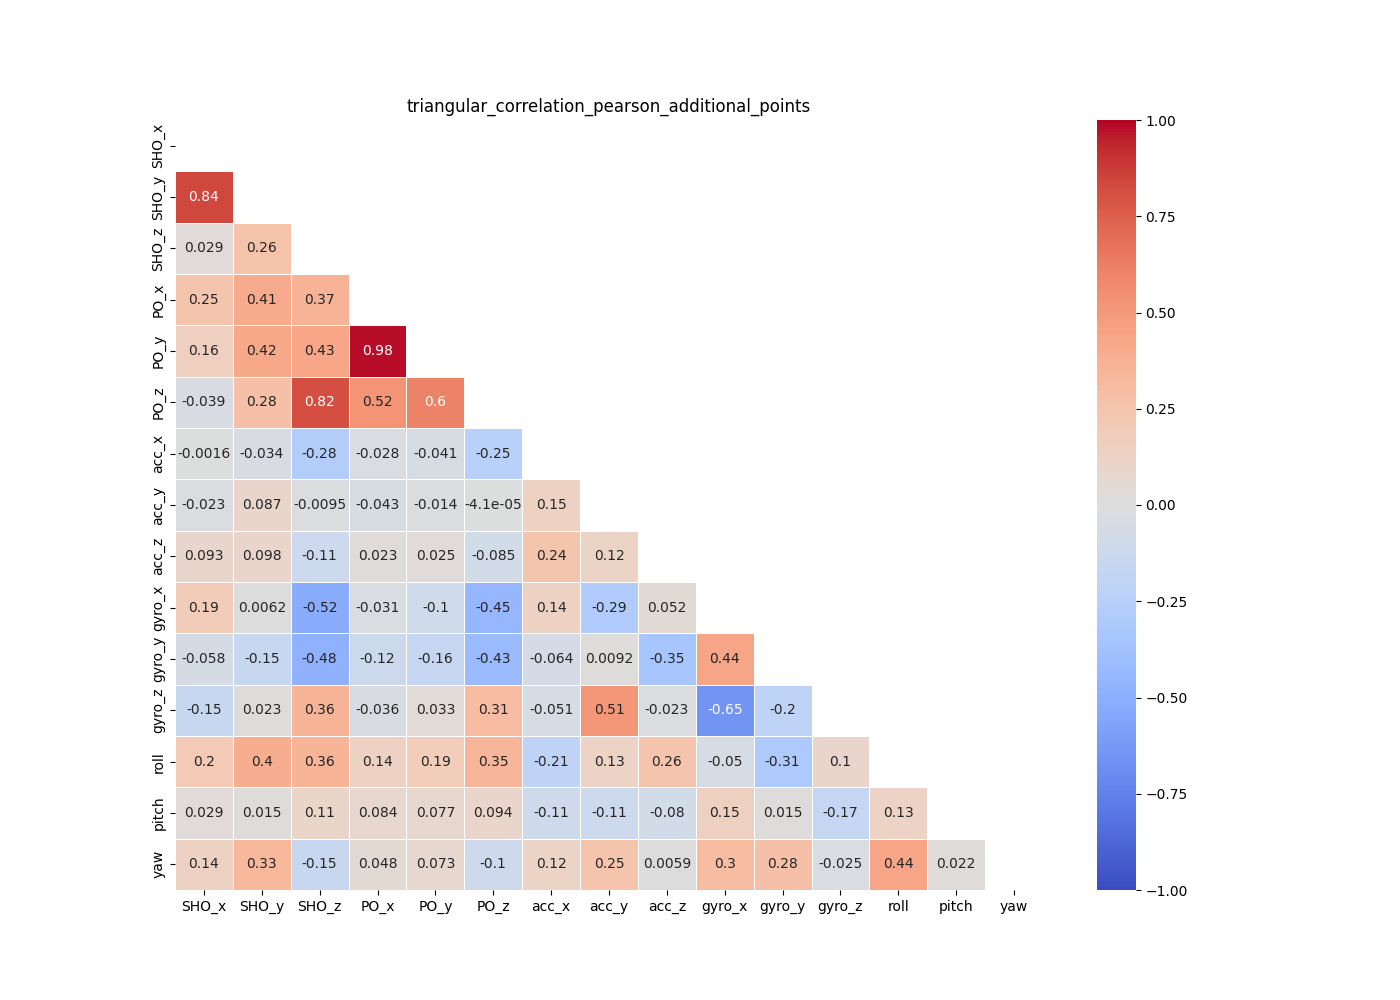 triangular_correlation_pearson_additional_points
SHO_x
SHO_y 0.84
SHO_z 0.029 0.26
PO_x 0.25 0.41 0.37
PO_y 0.16 0.42 0.43 0.98
PO_z -0.039 0.28 0.82 0.52 0.6
acc_x -0.0016 -0.034 -0.28 -0.028 -0.041 -0.25
acc_y -0.023 0.087 -0.0095 -0.043 -0.014 -4.1e-05 0.15
acc_z 0.093 0.098 -0.11 0.023 0.025 -0.085 0.24 0.12
gyro_x 0.19 0.0062 -0.52 -0.031 -0.1 -0.45 0.14 -0.29 0.052
gyro_y -0.058 -0.15 -0.48 -0.12 -0.16 -0.43 -0.064 0.0092 -0.35 0.44
gyro_z -0.15 0.023 0.36 -0.036 0.033 0.31 -0.051 0.51 -0.023 -0.65 -0.2
roll 0.2 0.4 0.36 0.14 0.19 0.35 -0.21 0.13 0.26 -0.05 -0.31 0.1
pitch 0.029 0.015 0.11 0.084 0.077 0.094 -0.11 -0.11 -0.08 0.15 0.015 -0.17 0.13
yaw 0.14 0.33 -0.15 0.048 0.073 -0.1 0.12 0.25 0.0059 0.3 0.28 -0.025 0.44 0.022
SHO_x SHO_y SHO_z PO_x PO_y PO_z acc_x acc_y acc_z gyro_x gyro_y gyro_z roll pitch yaw
1.00
0.75
0.50
0.25
0.00
−0.25
−0.50
−0.75
−1.00